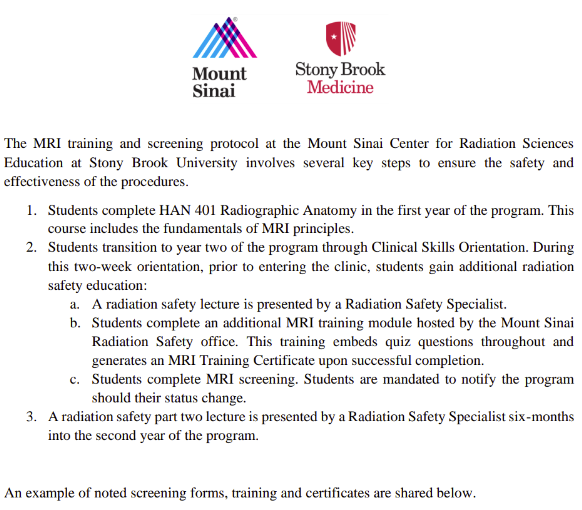 Mount
Sinai
Stony Brook
Medicine
The MRI training and screening protocol at the Mount Sinai Center for Radiation Sciences
Education at Stony Brook University involves several key steps to ensure the safety and
effectiveness of the procedures.
1. Students complete HAN 401 Radiographic Anatomy in the first year of the program. This
course includes the fundamentals of MRI principles.
2. Students transition to year two of the program through Clinical Skills Orientation. During
this two-week orientation, prior to entering the clinic, students gain additional radiation
safety education:
a. A radiation safety lecture is presented by a Radiation Safety Specialist.
b. Students complete an additional MRI training module hosted by the Mount Sinai
Radiation Safety office. This training embeds quiz questions throughout and
generates an MRI Training Certificate upon successful completion.
c. Students complete MRI screening. Students are mandated to notify the program
should their status change.
3. A radiation safety part two lecture is presented by a Radiation Safety Specialist six-months
into the second year of the program.
An example of noted screening forms, training and certificates are shared below.